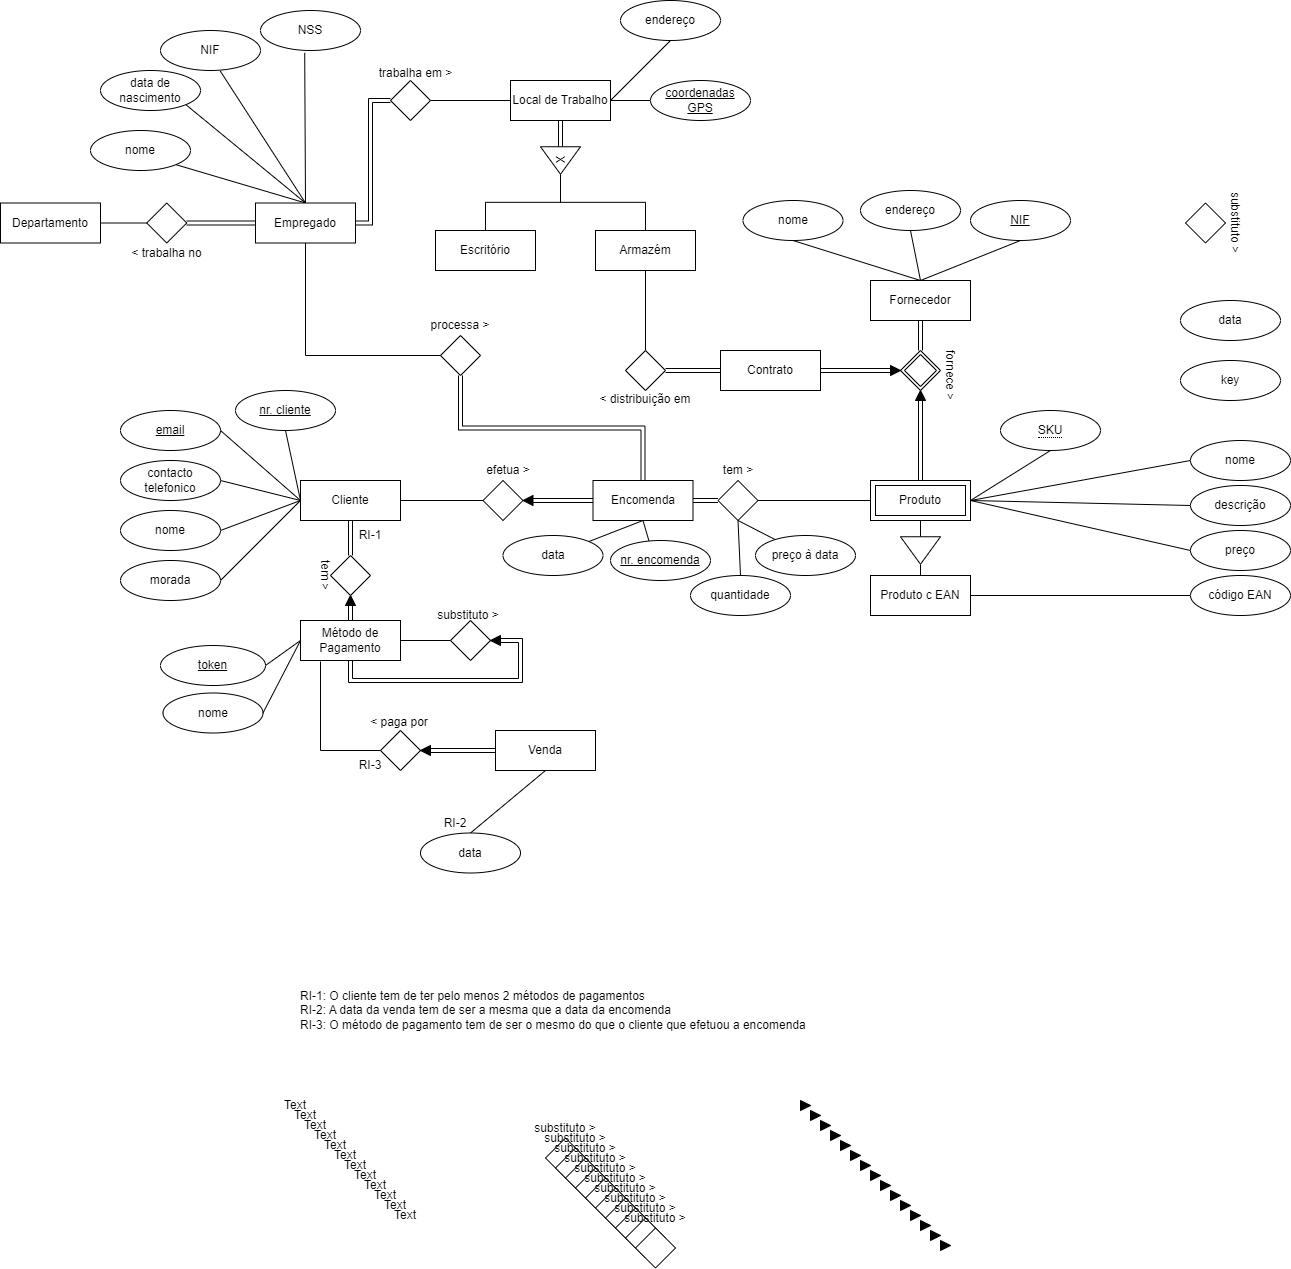 endereço
NSS
NIF
trabalha em >
data de
nascimento
Local de Trabalho
coordenadas
GPS
nome
X
Departamento
Empregado
< trabalha no
Escritório
Armazém
nome
endereço
NIF
substituto >
Fornecedor
processa >
data
Contrato
fornece >
key
< distribuição em
nr. cliente
email
SKU
contacto
telefonico
efetua >
tem >
nome
Cliente
Encomenda
Produto
descrição
nome
RI-1
data
nr. encomenda
preço à data
preço
morada
tem >
quantidade
Produto c EAN
código EAN
substituto >
Método de
Pagamento
token
nome
< paga por
Venda
RI-3
RI-2
data
RI-1: O cliente tem de ter pelo menos 2 métodos de pagamentos
RI-2: A data da venda tem de ser a mesma que a data da encomenda
RI-3: O método de pagamento tem de ser o mesmo do que o cliente que efetuou a encomenda
Text
Text
Text
Text
Text
Text
Text
Text
Text
Text
Text
Text
substituto >
substituto >
substituto >
substituto >
substituto >
substituto >
substituto >
substituto >
substituto >
substituto >